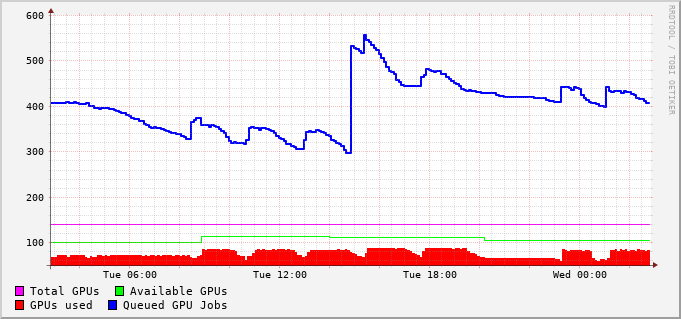 600
500
400
300
200
100
Tue 06:00 Tue 12:00 Tue 18:00 Wed 00:00
Total GPUs Available GPUs
GPUs used Queued GPU Jobs
RRDTOOL / TOBI OETIKER